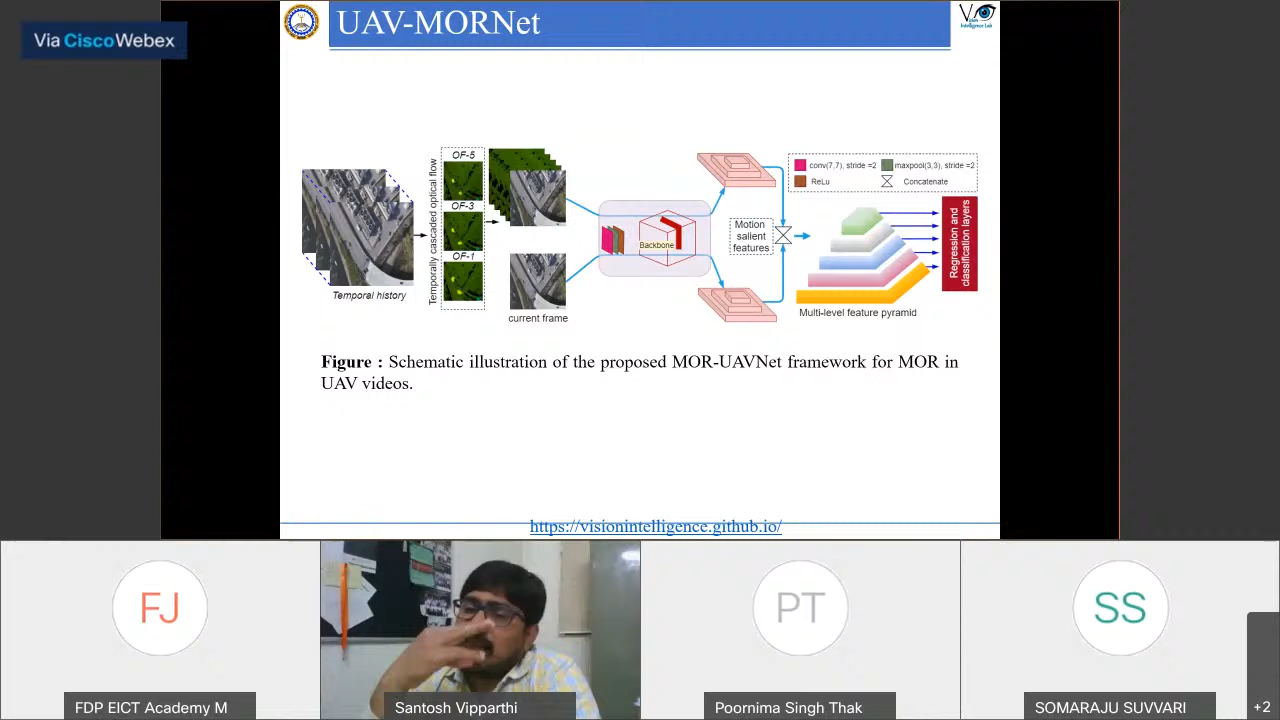 Via CiscoWebex
UAV-MORNet
Vision
Intelligence Lab
OF-5
OF-3
OF-1
Temporally cascaded optical flow
Temporal history
current frame
Backbone
Motion
salient
features
conv(7,7), stride =2
maxpool(3,3), stride =2
ReLu
Concatenate
Regression and
classification layers
Multi-level feature pyramid
Figure : Schematic illustration of the proposed MOR-UAVNet framework for MOR in
UAV videos.
https://visionintelligence.github.io/
FJ
PT
SS
FDP EICT Academy M
Santosh Vipparthi
Poornima Singh Thak
SOMARAJU SUVVARI
+2